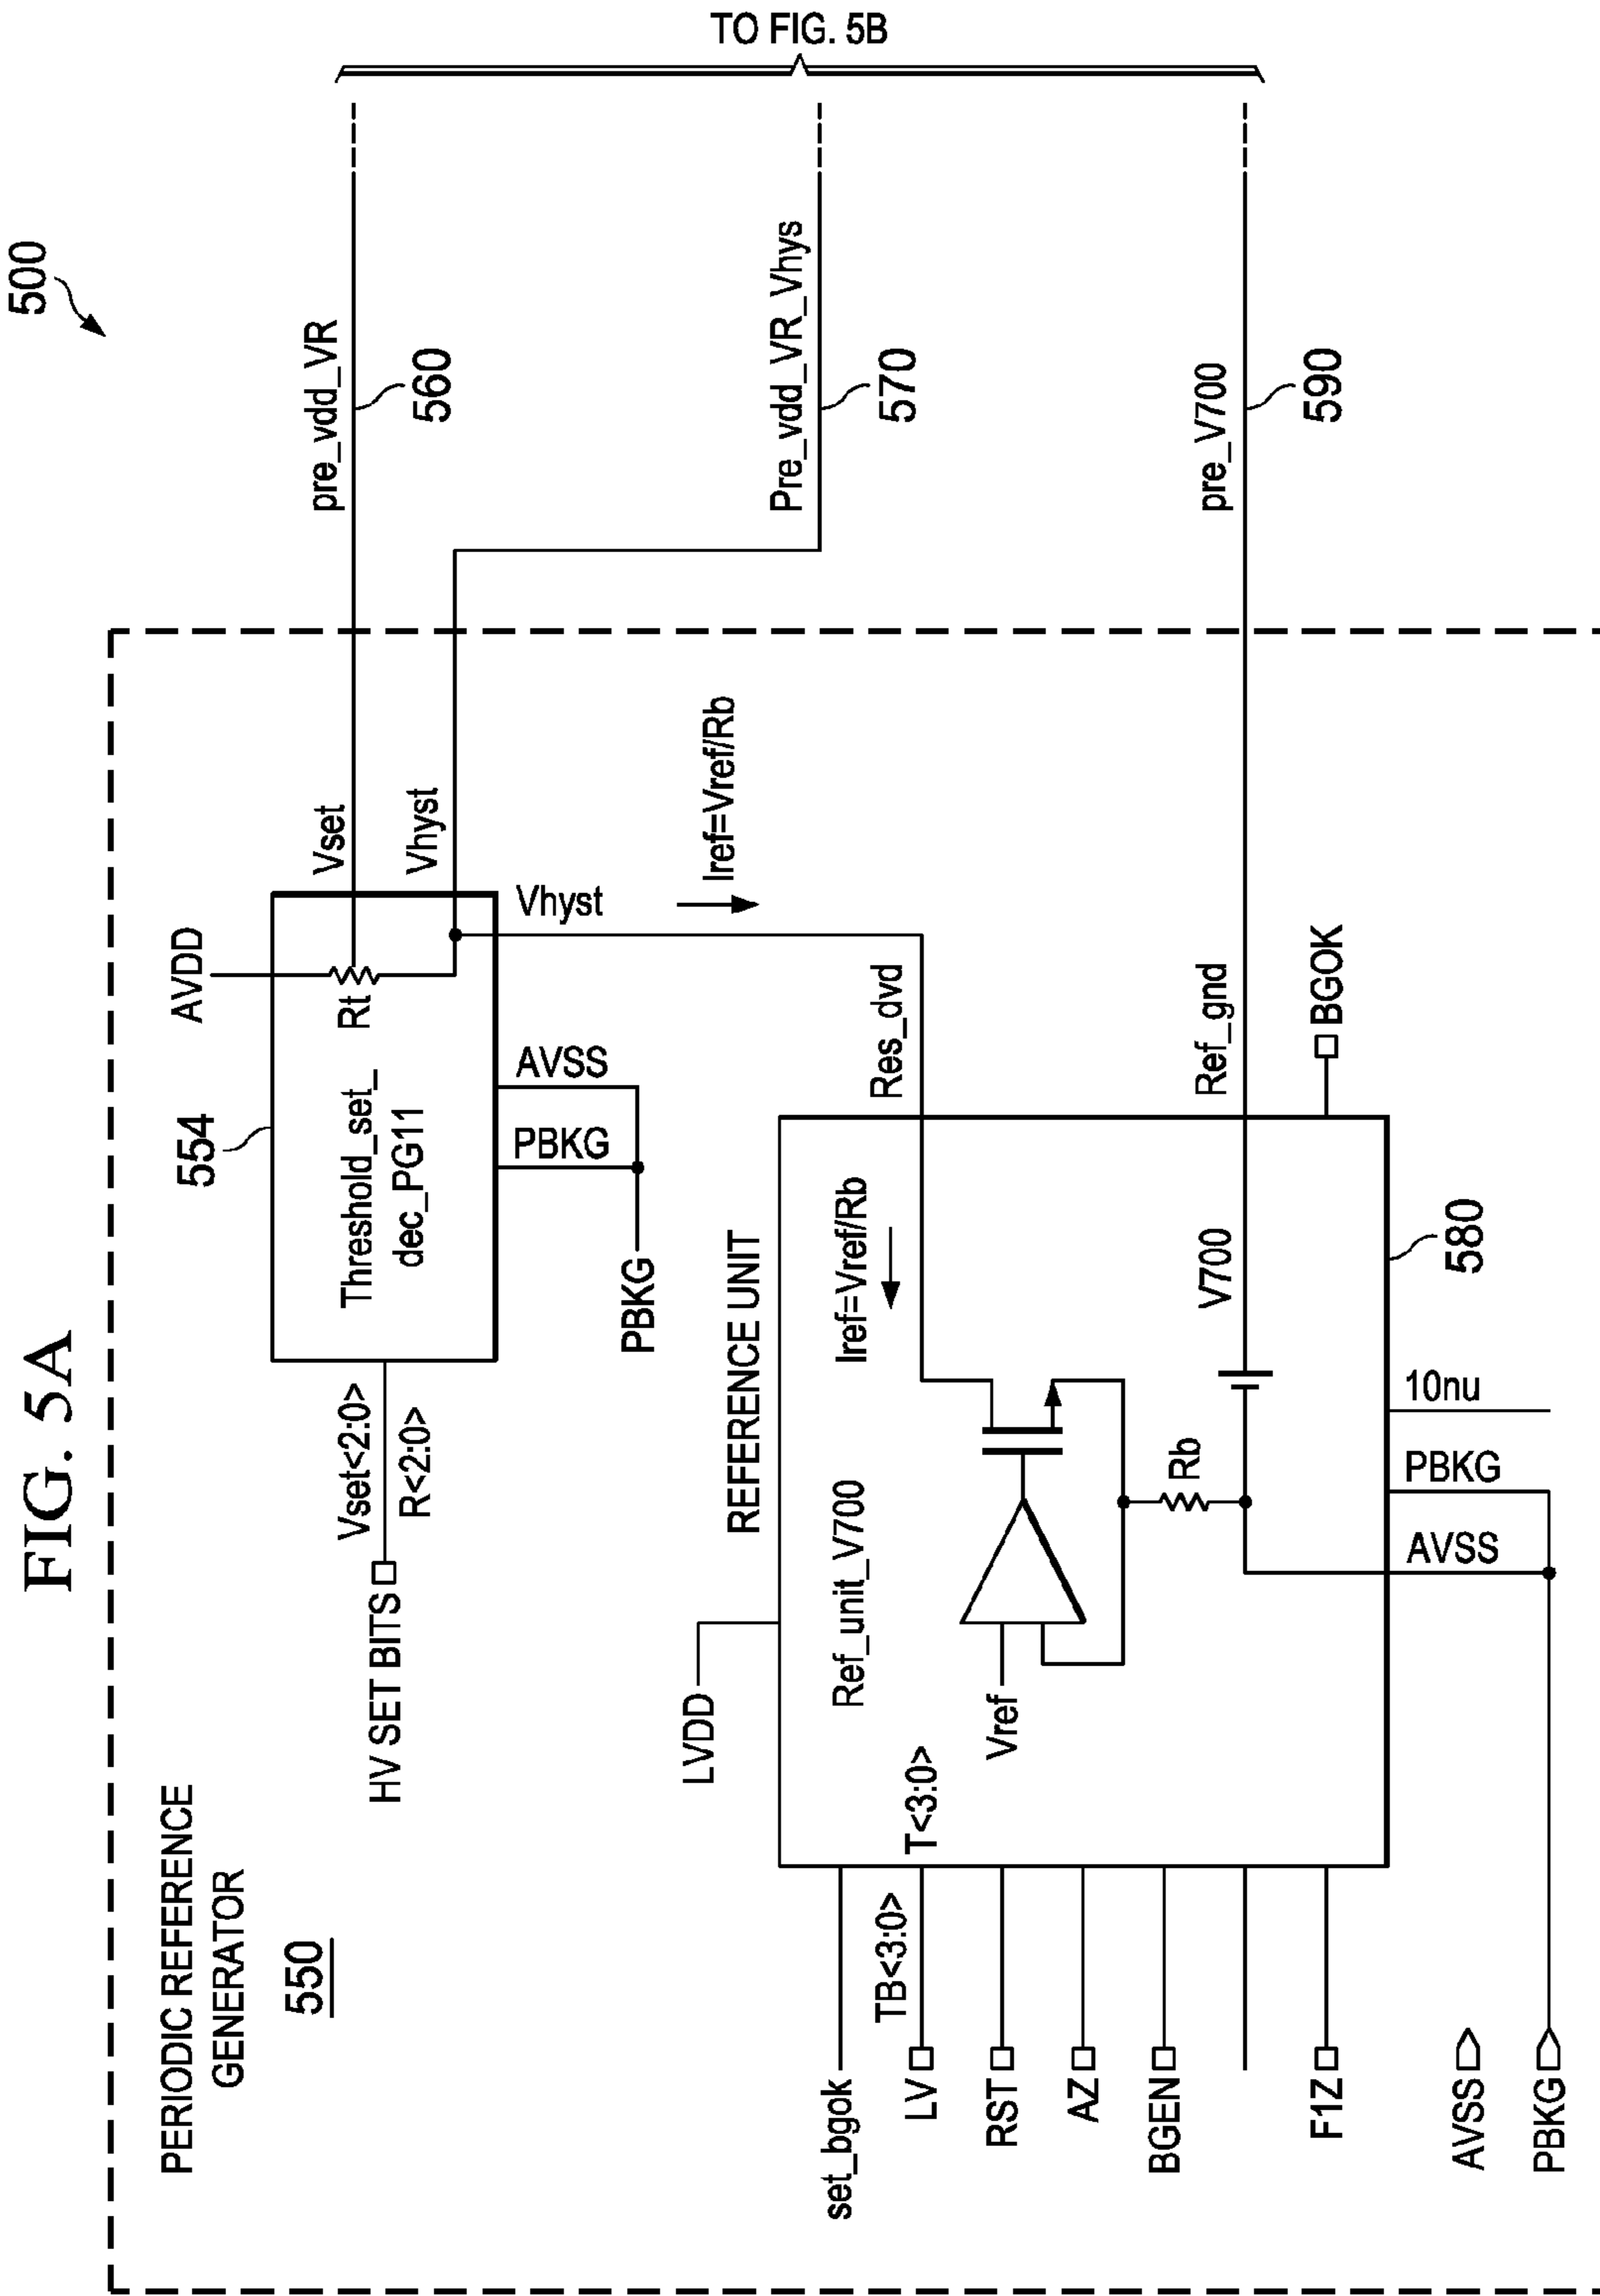 FIG. 5A
500
PERIODIC REFERENCE
GENERATOR
550
HV SET BITS
Vset<2:0>
R<2:0>
554
AVDD
Threshold_set_
dec_PG11
Rt
Vset
Vhyst
pre_vdd_VR
560
Pre_vdd_VR_Vhys
570
TO FIG. 5B
PBKG
AVSS
Vhyst
PBKG
Iref=Vref/Rb
LVDD
REFERENCE UNIT
Ref_unit_V700
Iref=Vref/Rb
Res_dvd
Vref
Rb
V700
Ref_gnd
pre_V700
590
BGOK
580
set_bgok
LV
TB<3:0>
T<3:0>
RST
AZ
BGEN
F1Z
AVSS
PBKG
10nu
AVSS
PBKG